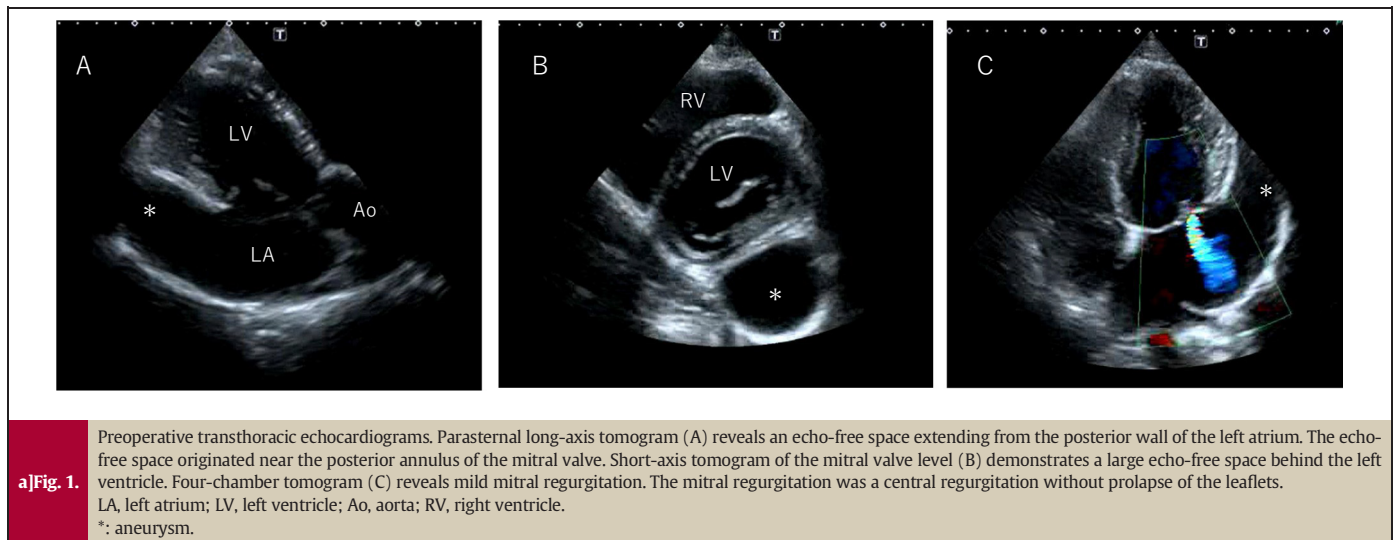 A
T
LV
*
Ao
LA
B
T
RV
LV
*
C
T
*
a]Fig. 1.
Preoperative transthoracic echocardiograms. Parasternal long-axis tomogram (A) reveals an echo-free space extending from the posterior wall of the left atrium. The echo-
free space originated near the posterior annulus of the mitral valve. Short-axis tomogram of the mitral valve level (B) demonstrates a large echo-free space behind the left
ventricle. Four-chamber tomogram (C) reveals mild mitral regurgitation. The mitral regurgitation was a central regurgitation without prolapse of the leaflets.
LA, left atrium; LV, left ventricle; Ao, aorta; RV, right ventricle.
*: aneurysm.